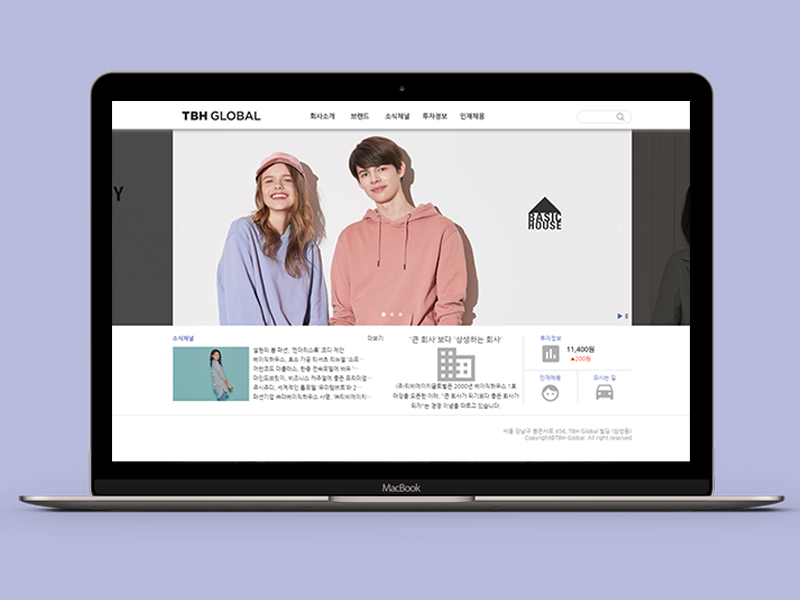 TBH GLOBAL
회사소개 브랜드 소식채널 투자정보 인재채용
Y
BASIC
HOUSE
소식채널
더보기
'큰 회사'보다 '상생하는 회사'
투자정보
11,400원
▲200원
인재채용
오시는 길
(주)티비에이치글로벌은 2000년 베이직하우스 1호
매장을 오픈한 이래, "큰 회사가 되기보다 좋은 회사가
되자"는 경영 이념을 따르고 있습니다.
서울 강남구 봉은사로 456, TBH Global 빌딩 (삼성동)
Copyright©TBH Global. All right reserved
MacBook